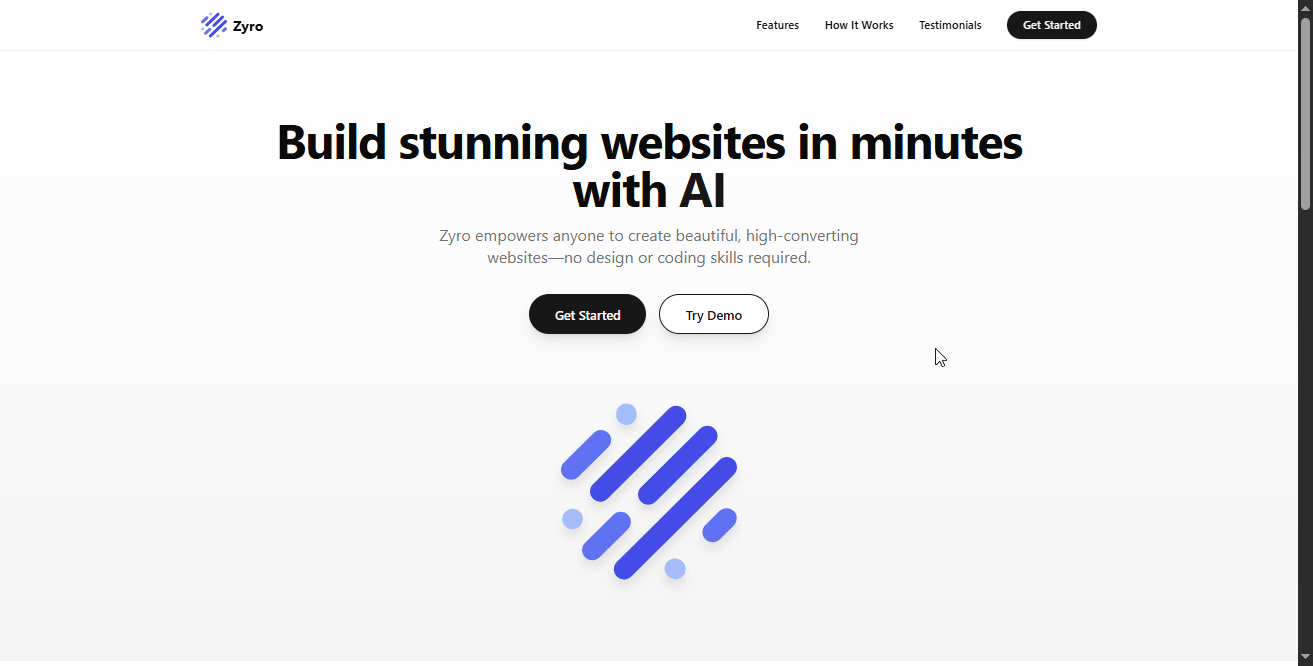 Zyro
Features
How It Works
Testimonials
Get Started
Build stunning websites in minutes
with AI
Zyro empowers anyone to create beautiful, high-converting
websites—no design or coding skills required.
Get Started
Try Demo